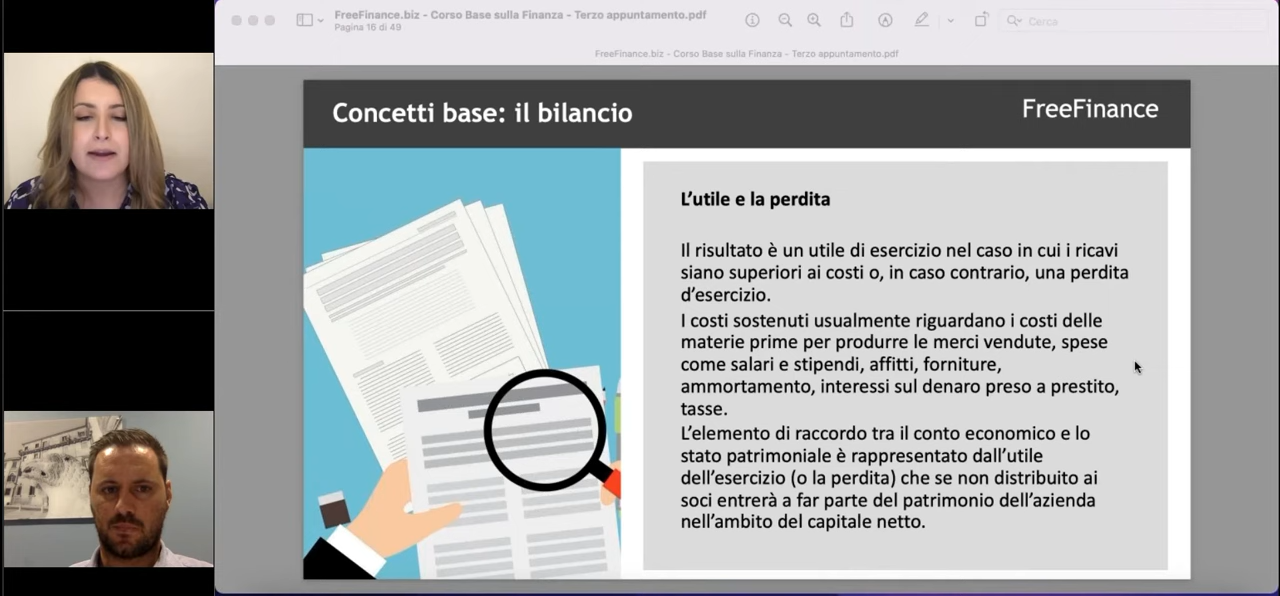 FreeFinance.biz - Corso Base sulla Finanza - Terzo appuntamento.pdf
Pagina 16 di 49
Cerca
FreeFinance.biz - Corso Base sulla Finanza - Terzo appuntamento.pdf
Concetti base: il bilancio
FreeFinance
L'utile e la perdita
Il risultato è un utile di esercizio nel caso in cui i ricavi
siano superiori ai costi o, in caso contrario, una perdita
d'esercizio.
I costi sostenuti usualmente riguardano i costi delle
materie prime per produrre le merci vendute, spese
come salari e stipendi, affitti, forniture,
ammortamento, interessi sul denaro preso a prestito,
tasse.
L'elemento di raccordo tra il conto economico e lo
stato patrimoniale è rappresentato dall'utile
dell'esercizio (o la perdita) che se non distribuito ai
soci entrerà a far parte del patrimonio dell'azienda
nell'ambito del capitale netto.